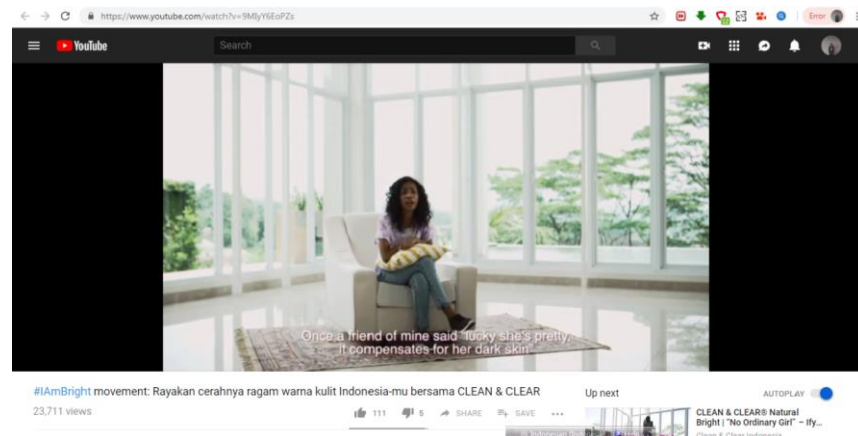 https://www.youtube.com/watch?v=9MIyY6EoPZs
Error
YouTube
Search
Once a friend of mine said "lucky she's pretty,
it compensates for her dark skin"
#IAmBright movement: Rayakan cerahnya ragam warna kulit Indonesia-mu bersama CLEAN & CLEAR
23,711 views
111
5
SHARE
SAVE
Up next
AUTOPLAY
CLEAN & CLEAR® Natural
Bright | "No Ordinary Girl" – Ify...
Clean & Clear Indonesia